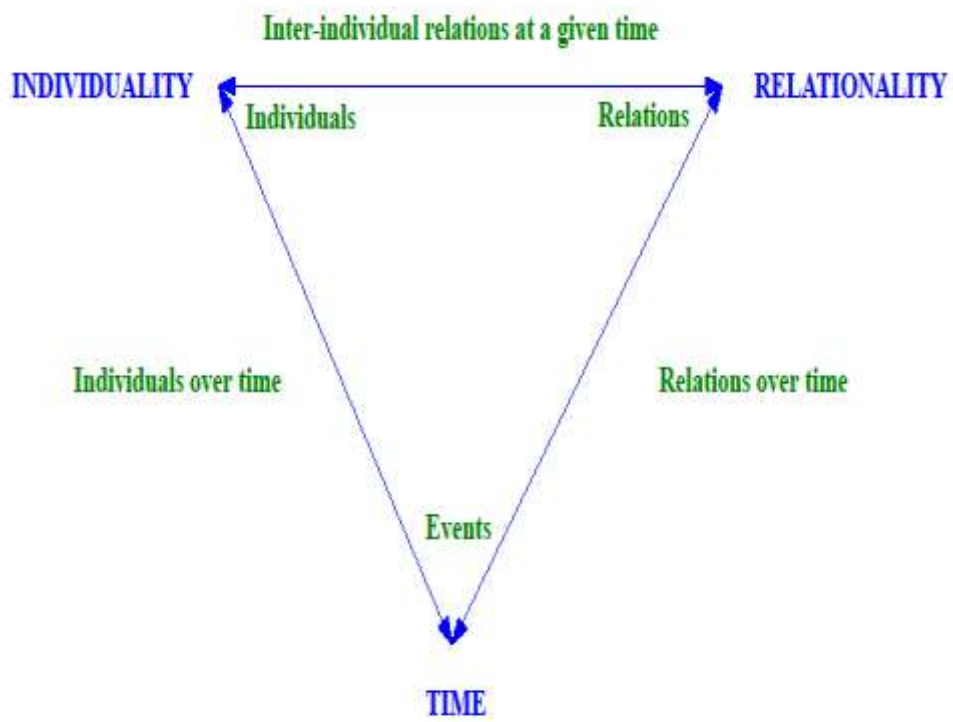 Inter-individual relations at a given time
INDIVIDUALITY
RELATIONALITY
Individuals
Relations
Individuals over time
Relations over time
Events
TIME